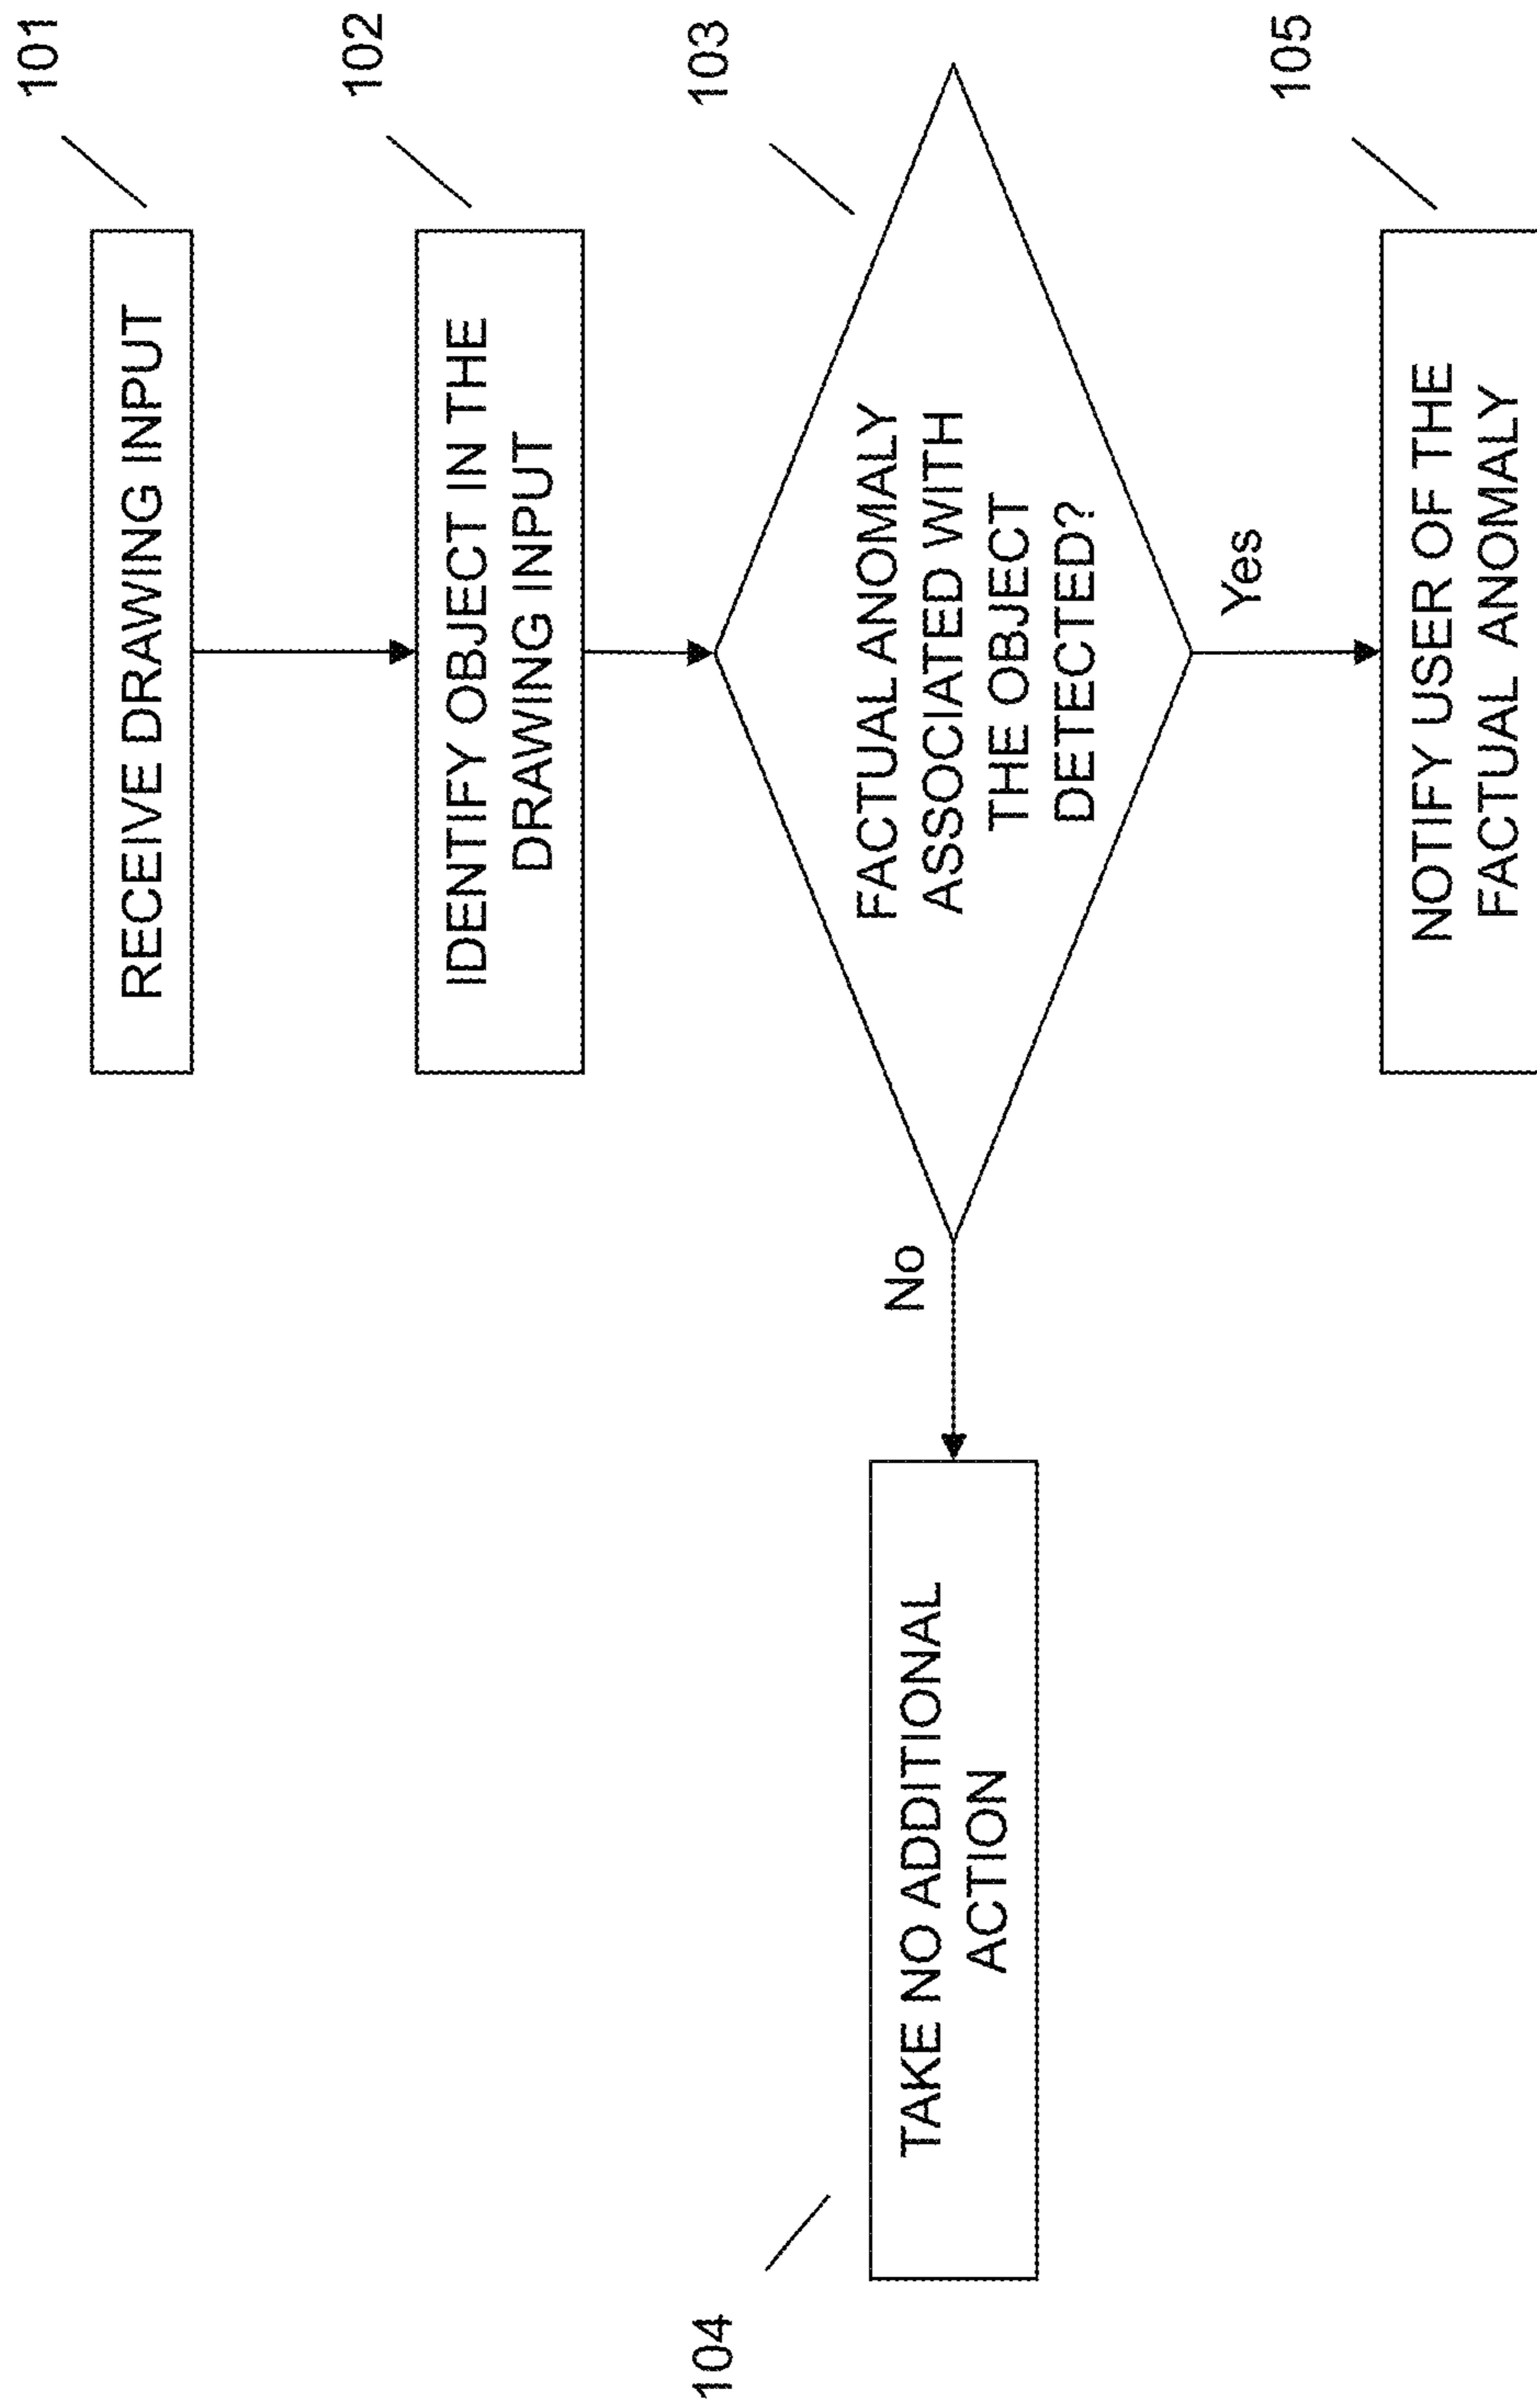 101
RECEIVE DRAWING INPUT
102
IDENTIFY OBJECT IN THE
DRAWING INPUT
103
FACTUAL ANOMALY
ASSOCIATED WITH
THE OBJECT
DETECTED?
No
104
TAKE NO ADDITIONAL
ACTION
Yes
105
NOTIFY USER OF THE
FACTUAL ANOMALY